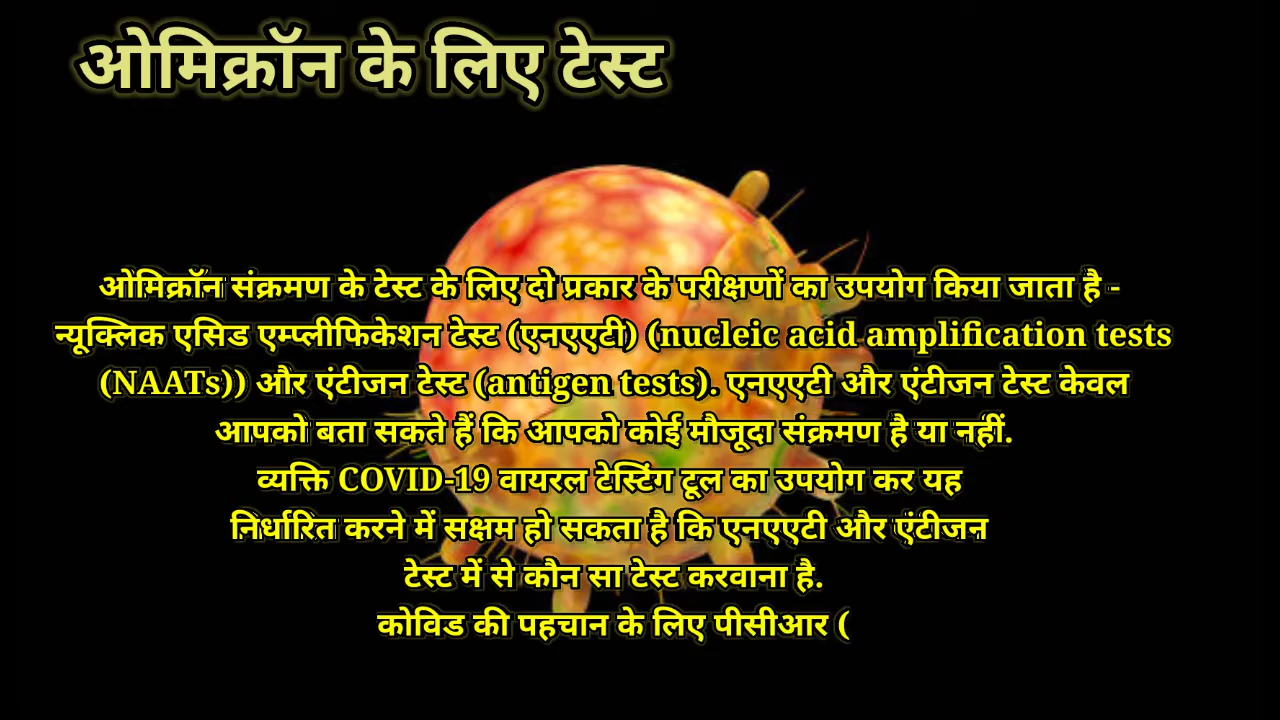 ओमिक्रॉन के लिए टेस्ट
ओमिक्रॉन संक्रमण के टेस्ट के लिए दो प्रकार के परीक्षणों का उपयोग किया जाता है -
न्यूक्लिक एसिड एम्प्लीफिकेशन टेस्ट (एनएएटी) (nucleic acid amplification tests
(NAATs)) और एंटीजन टेस्ट (antigen tests). एनएएटी और एंटीजन टेस्ट केवल
आपको बता सकते हैं कि आपको कोई मौजूदा संक्रमण है या नहीं.
व्यक्ति COVID-19 वायरल टेस्टिंग टूल का उपयोग कर यह
निर्धारित करने में सक्षम हो सकता है कि एनएएटी और एंटीजन
टेस्ट में से कौन सा टेस्ट करवाना है.
कोविड की पहचान के लिए पीसीआर (